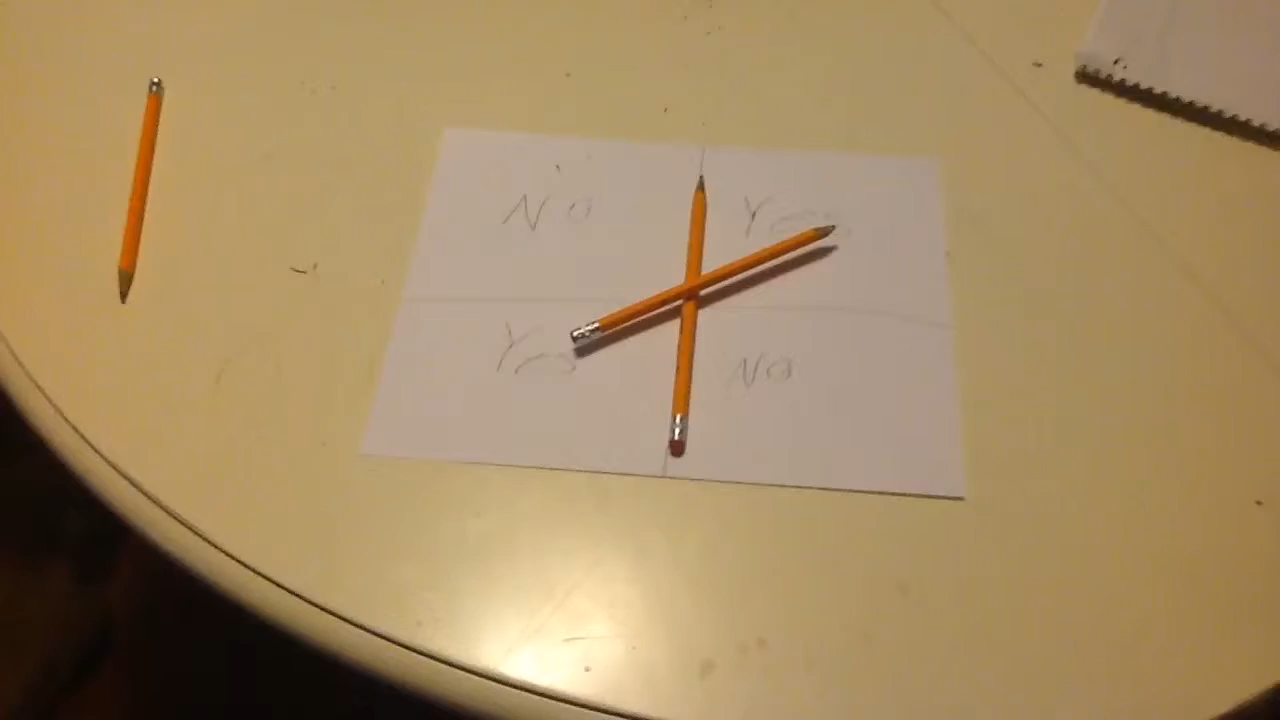 NO Yes
Yes NO